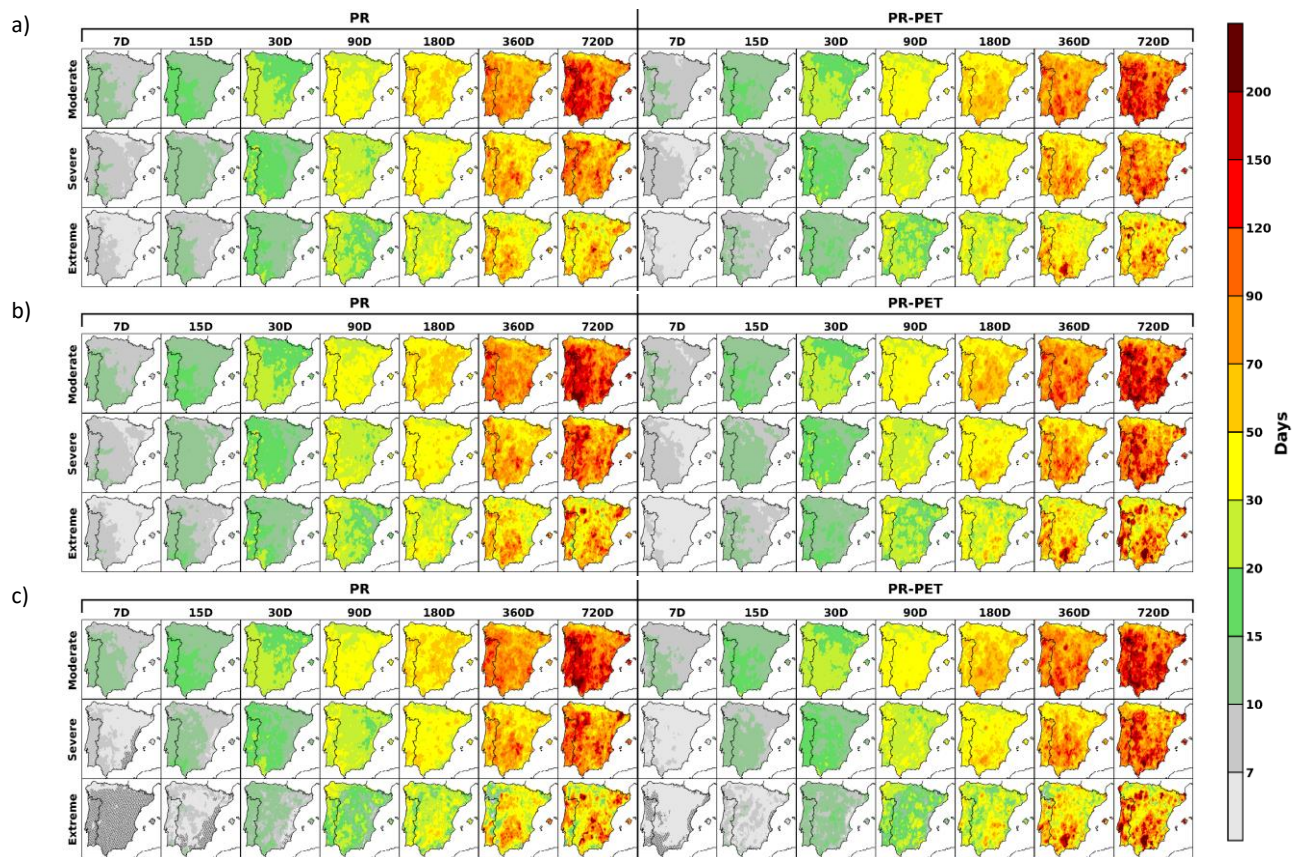 a)
PR PR-PET
7D 15D 30D 90D 180D 360D 720D 7D 15D 30D 90D 180D 360D 720D
Moderate
Severe
Extreme
b)
PR PR-PET
7D 15D 30D 90D 180D 360D 720D 7D 15D 30D 90D 180D 360D 720D
Moderate
Severe
Extreme
c)
PR PR-PET
7D 15D 30D 90D 180D 360D 720D 7D 15D 30D 90D 180D 360D 720D
Moderate
Severe
Extreme
200
150
120
90
70
50
30
20
15
10
7
Days